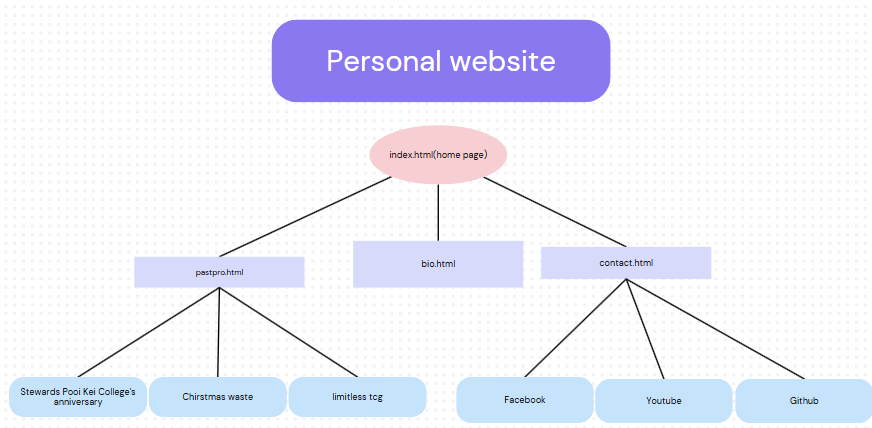 Personal website
index.html(home page)
pastpro.html
bio.html
contact.html
Stewards Pooi Kei College's
anniversary
Chirstmas waste
limitless tcg
Facebook
Youtube
Github